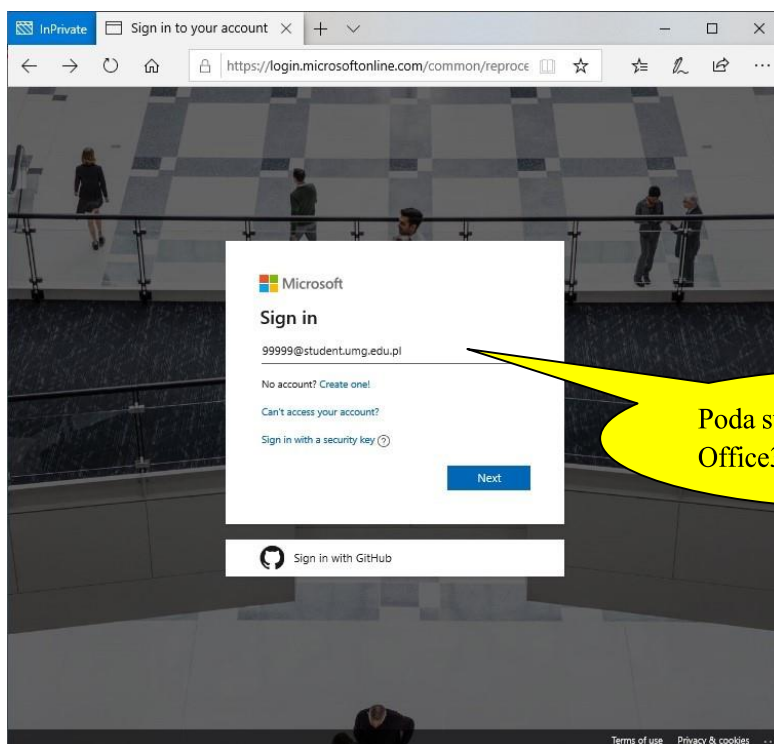 InPrivate
Sign in to your account
https://login.microsoftonline.com/common/reproce
Microsoft
Sign in
99999@student.umg.edu.pl
No account? Create one!
Can't access your account?
Sign in with a security key
Next
Poda
Sign in with GitHub
Terms of use Privacy & cookies ...